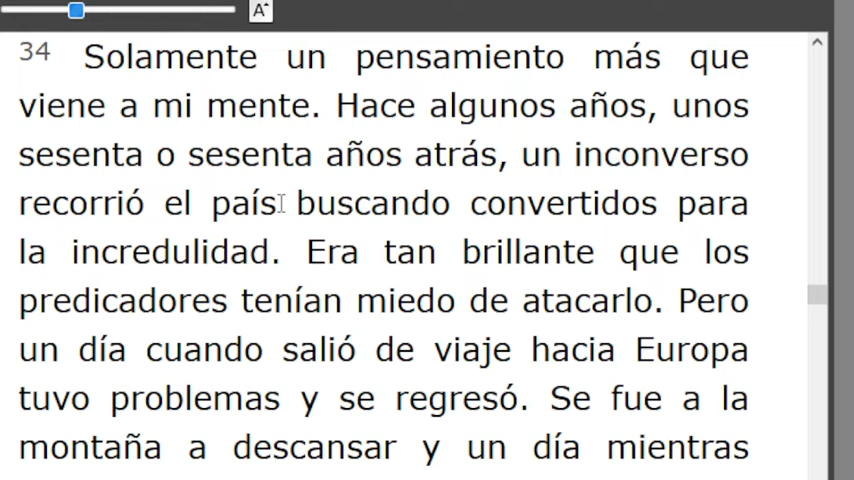 A
34 Solamente un pensamiento más que
viene a mi mente. Hace algunos años, unos
sesenta o sesenta años atrás, un inconverso
recorrió el país buscando convertidos para
la incredulidad. Era tan brillante que los
predicadores tenían miedo de atacarlo. Pero
un día cuando salió de viaje hacia Europa
tuvo problemas y se regresó. Se fue a la
montaña a descansar y un día mientras